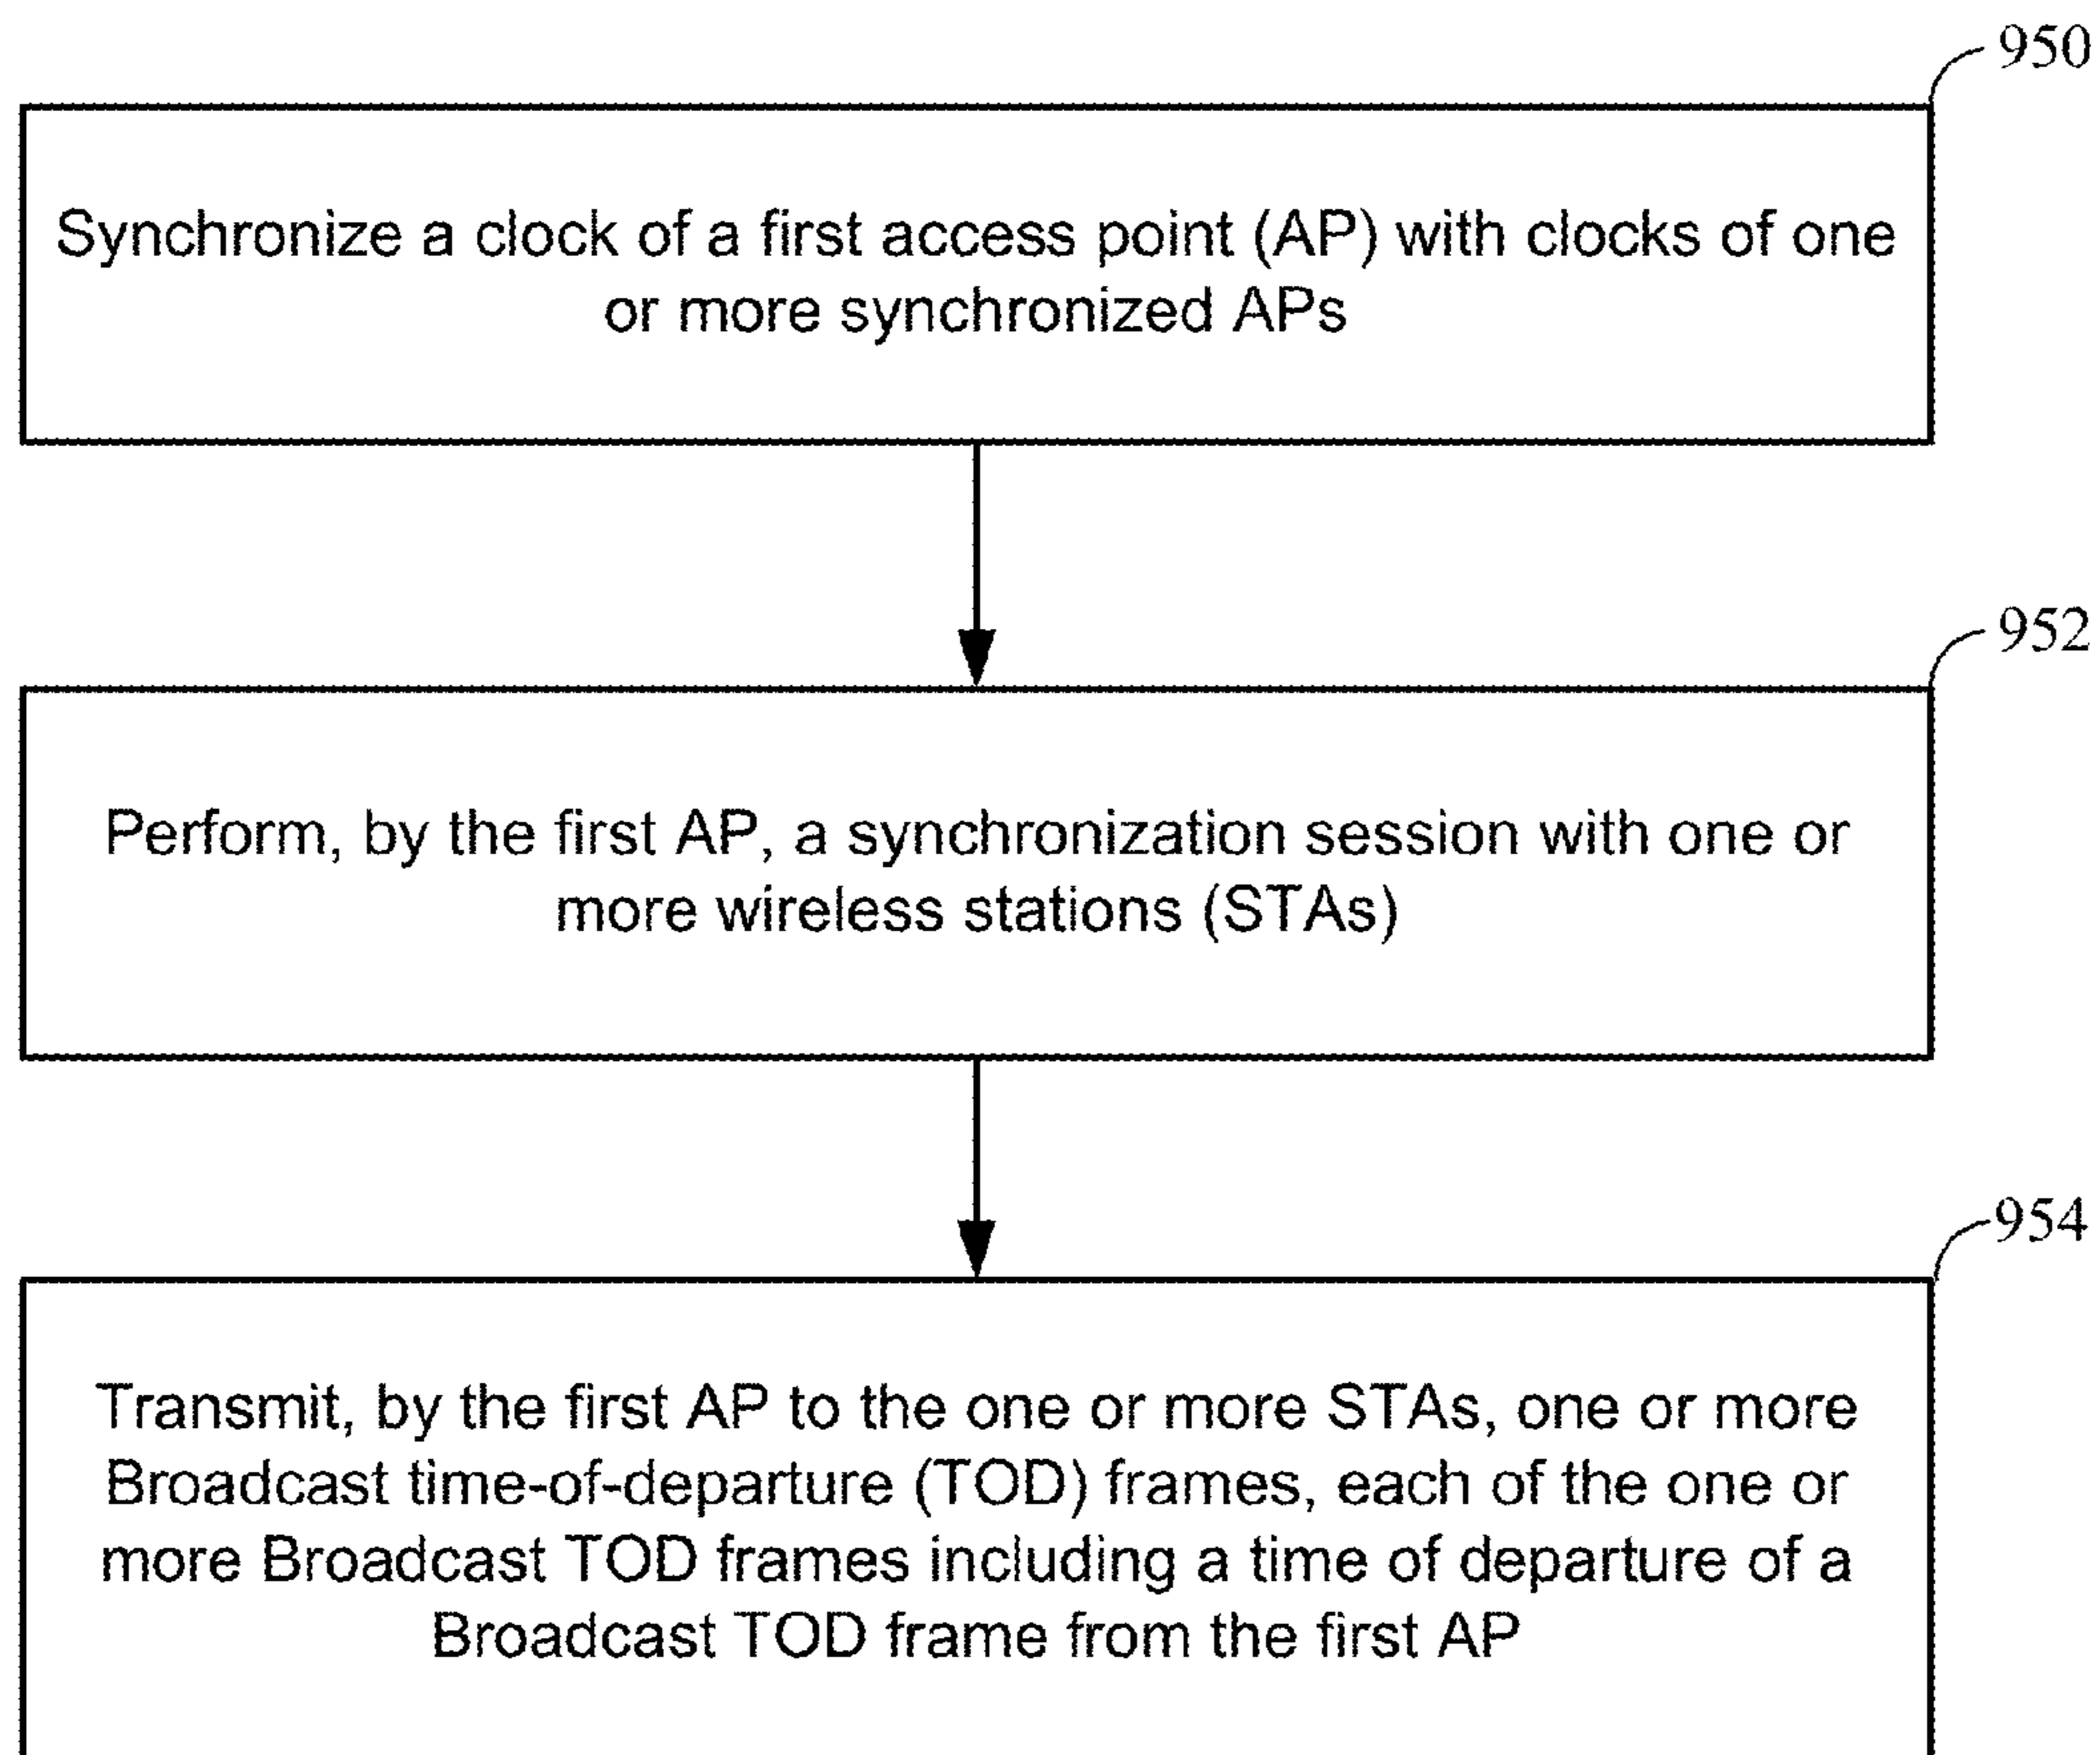 950
Synchronize a clock of a first access point (AP) with clocks of one
or more synchronized APs
952
Perform, by the first AP, a synchronization session with one or
more wireless stations (STAs)
954
Transmit, by the first AP to the one or more STAs, one or more
Broadcast time-of-departure (TOD) frames, each of the one or
more Broadcast TOD frames including a time of departure of a
Broadcast TOD frame from the first AP